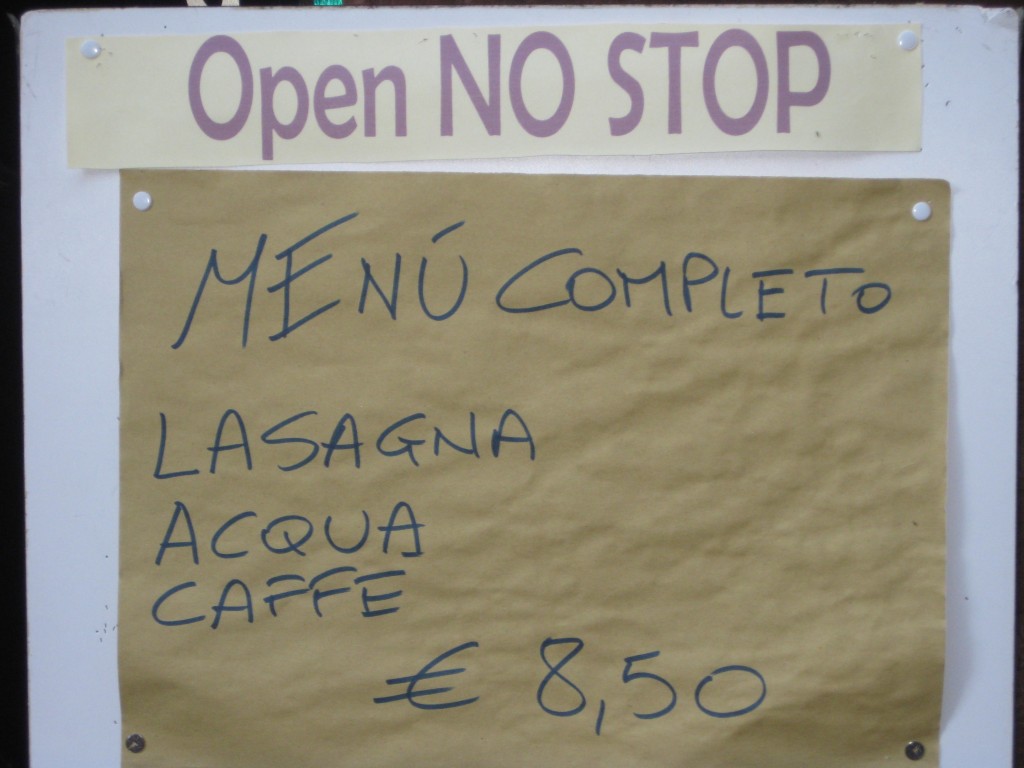 Open NO STOP
MENÚ COMPLETO
LASAGNA
ACQUA
CAFFE
€ 8,50